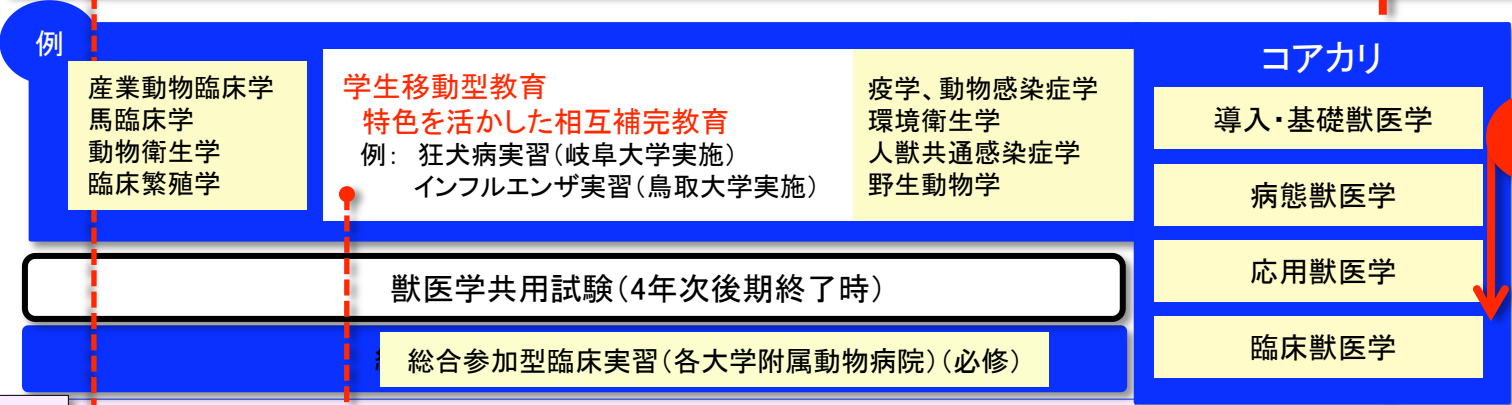 例
産業動物臨床学
馬臨床学
動物衛生学
臨床繁殖学
学生移動型教育
特色を活かした相互補完教育
例： 狂犬病実習（岐阜大学実施）
インフルエンザ実習（鳥取大学実施）
疫学、動物感染症学
環境衛生学
人獣共通感染症学
野生動物学
獣医学共用試験（4年次後期終了時）
総合参加型臨床実習（各大学附属動物病院）（必修）
コアカリ
導入・基礎獣医学
病態獣医学
応用獣医学
臨床獣医学